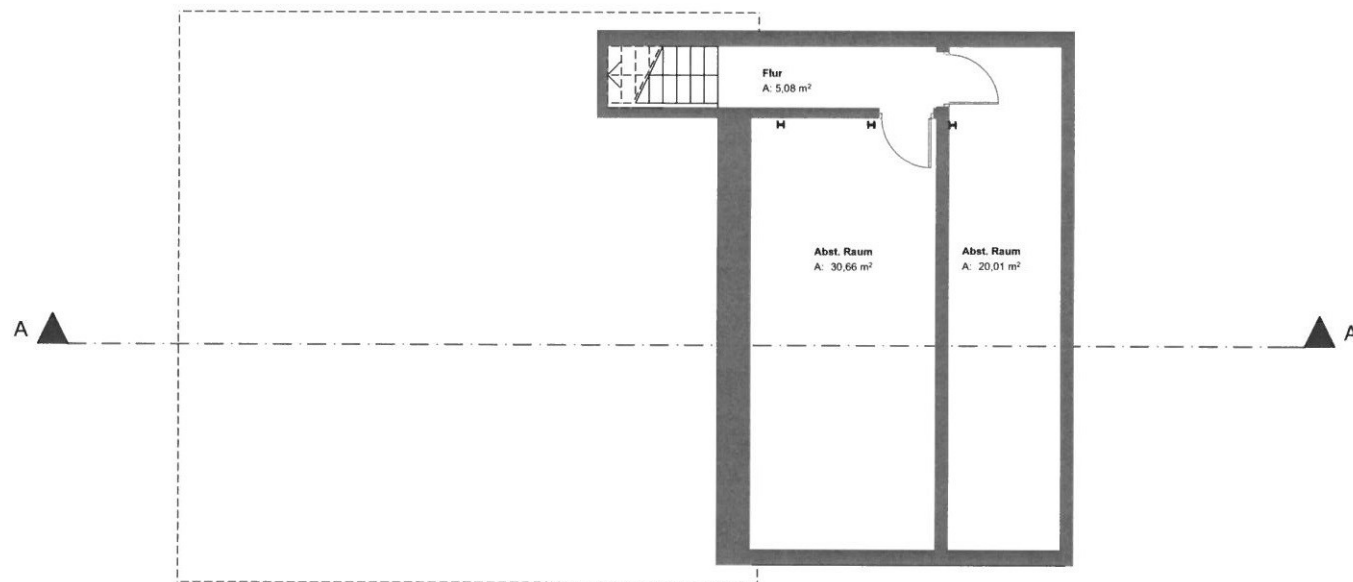 Flur
A: 5,08 m²
Abst. Raum
A: 30,66 m²
Abst. Raum
A: 20,01 m²
A
A